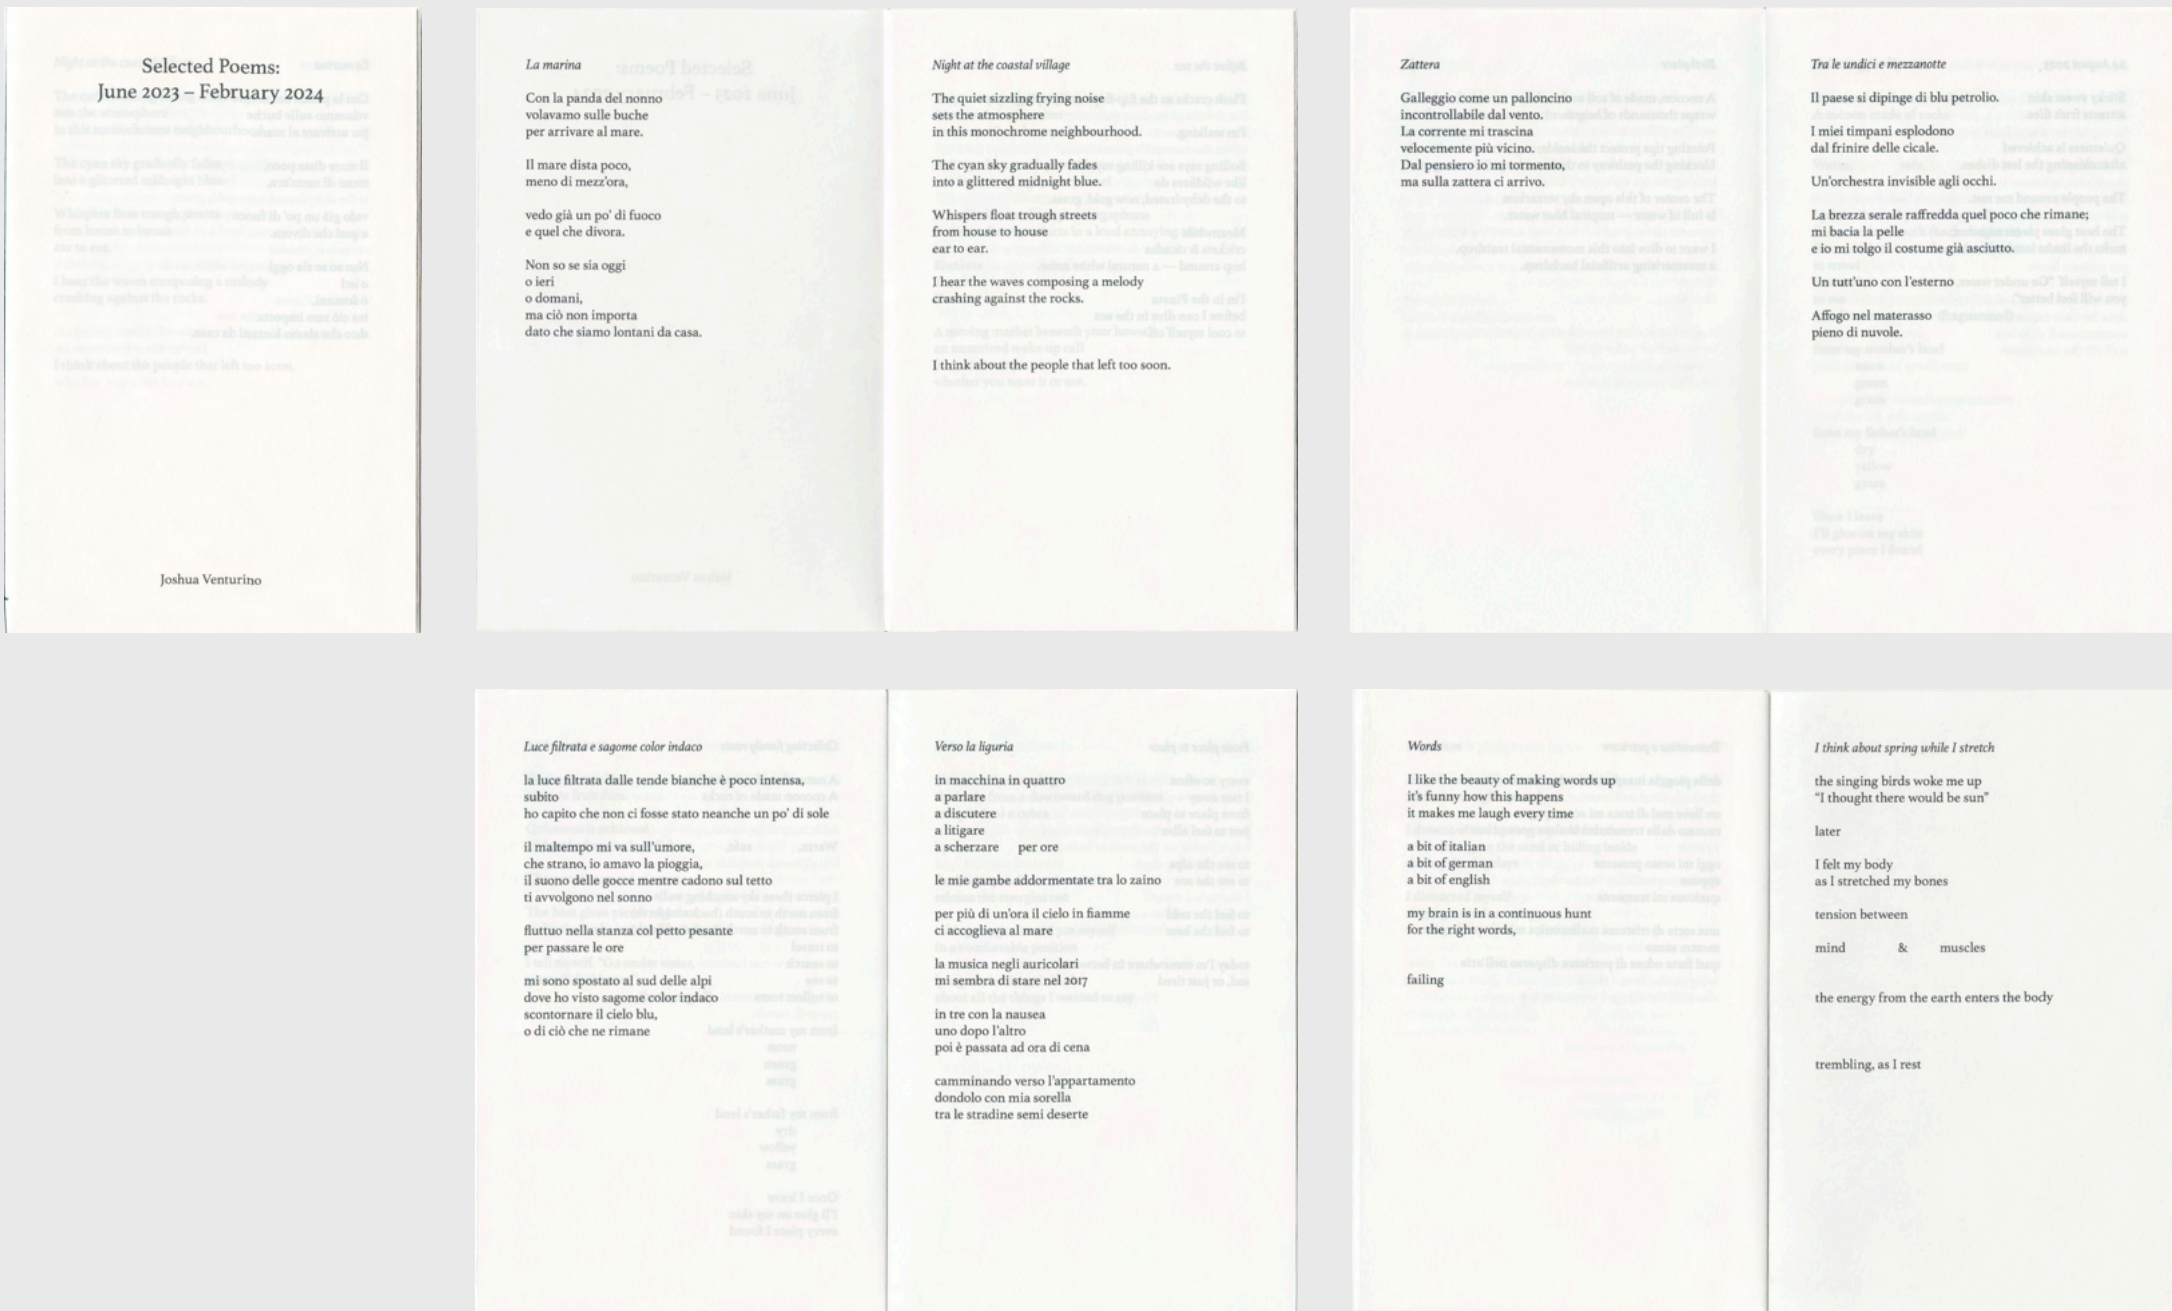 Selected Poems:
June 2023 – February 2024
Joshua Venturino
La marina
Con la panda del nonno
volavamo sulle buche
per arrivare al mare.
Il mare dista poco,
meno di mezz'ora,
vedo già un po' di fuoco
e quel che divora.
Non so se sia oggi
o ieri
o domani,
ma ciò non importa
dato che siamo lontani da casa.
Night at the coastal village
The quiet sizzling frying noise
sets the atmosphere
in this monochrome neighbourhood.
The cyan sky gradually fades
into a glittered midnight blue.
Whispers float trough streets
from house to house
ear to ear.
I hear the waves composing a melody
crashing against the rocks.
I think about the people that left too soon.
Zattera
Galleggio come un palloncino
incontrollabile dal vento.
La corrente mi trascina
velocemente più vicino.
Dal pensiero io mi tormento,
ma sulla zattera ci arrivo.
Tra le undici e mezzanotte
Il paese si dipinge di blu petrolio.
I miei timpani esplodono
dal frinire delle cicale.
Un'orchestra invisibile agli occhi.
La brezza serale raffredda quel poco che rimane;
mi bacia la pelle
e io mi tolgo il costume già asciutto.
Un tutt'uno con l'esterno
Affogo nel materasso
pieno di nuvole.
Luce filtrata e sagome color indaco
la luce filtrata dalle tende bianche è poco intensa,
subito
ho capito che non ci fosse stato neanche un po' di sole
il maltempo mi va sull'umore,
che strano, io amavo la pioggia,
il suono delle gocce mentre cadono sul tetto
ti avvolgono nel sonno
fluttuo nella stanza col petto pesante
per passare le ore
mi sono spostato al sud delle alpi
dove ho visto sagome color indaco
scontornare il cielo blu,
o di ciò che ne rimane
Verso la liguria
in macchina in quattro
a parlare
a discutere
a litigare
a scherzare per ore
le mie gambe addormentate tra lo zaino
per più di un'ora il cielo in fiamme
ci accoglieva al mare
la musica negli auricolari
mi sembra di stare nel 2017
in tre con la nausea
uno dopo l'altro
poi è passata ad ora di cena
camminando verso l'appartamento
dondolo con mia sorella
tra le stradine semi deserte
Words
I like the beauty of making words up
it's funny how this happens
it makes me laugh every time
a bit of italian
a bit of german
a bit of english
my brain is in a continuous hunt
for the right words,
failing
I think about spring while I stretch
the singing birds woke me up
"I thought there would be sun"
later
I felt my body
as I stretched my bones
tension between
mind & muscles
the energy from the earth enters the body
trembling, as I rest